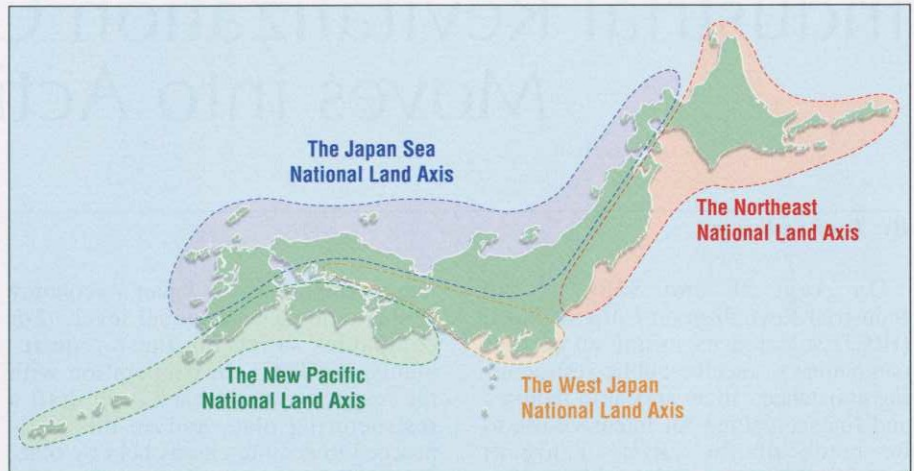 The Japan Sea
National Land Axis
The Northeast
National Land Axis
The New Pacific
National Land Axis
The West Japan
National Land Axis